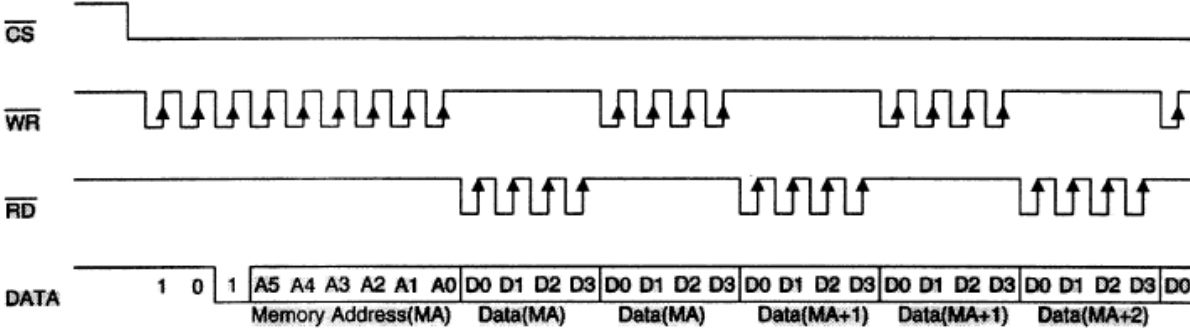 CS
WR
RD
DATA 1 0 1 A5 A4 A3 A2 A1 A0 D0 D1 D2 D3 D0 D1 D2 D3 D0 D1 D2 D3 D0 D1 D2 D3 D0 D1 D2 D3 D0
Memory Address(MA) Data(MA) Data(MA) Data(MA+1) Data(MA+1) Data(MA+2)